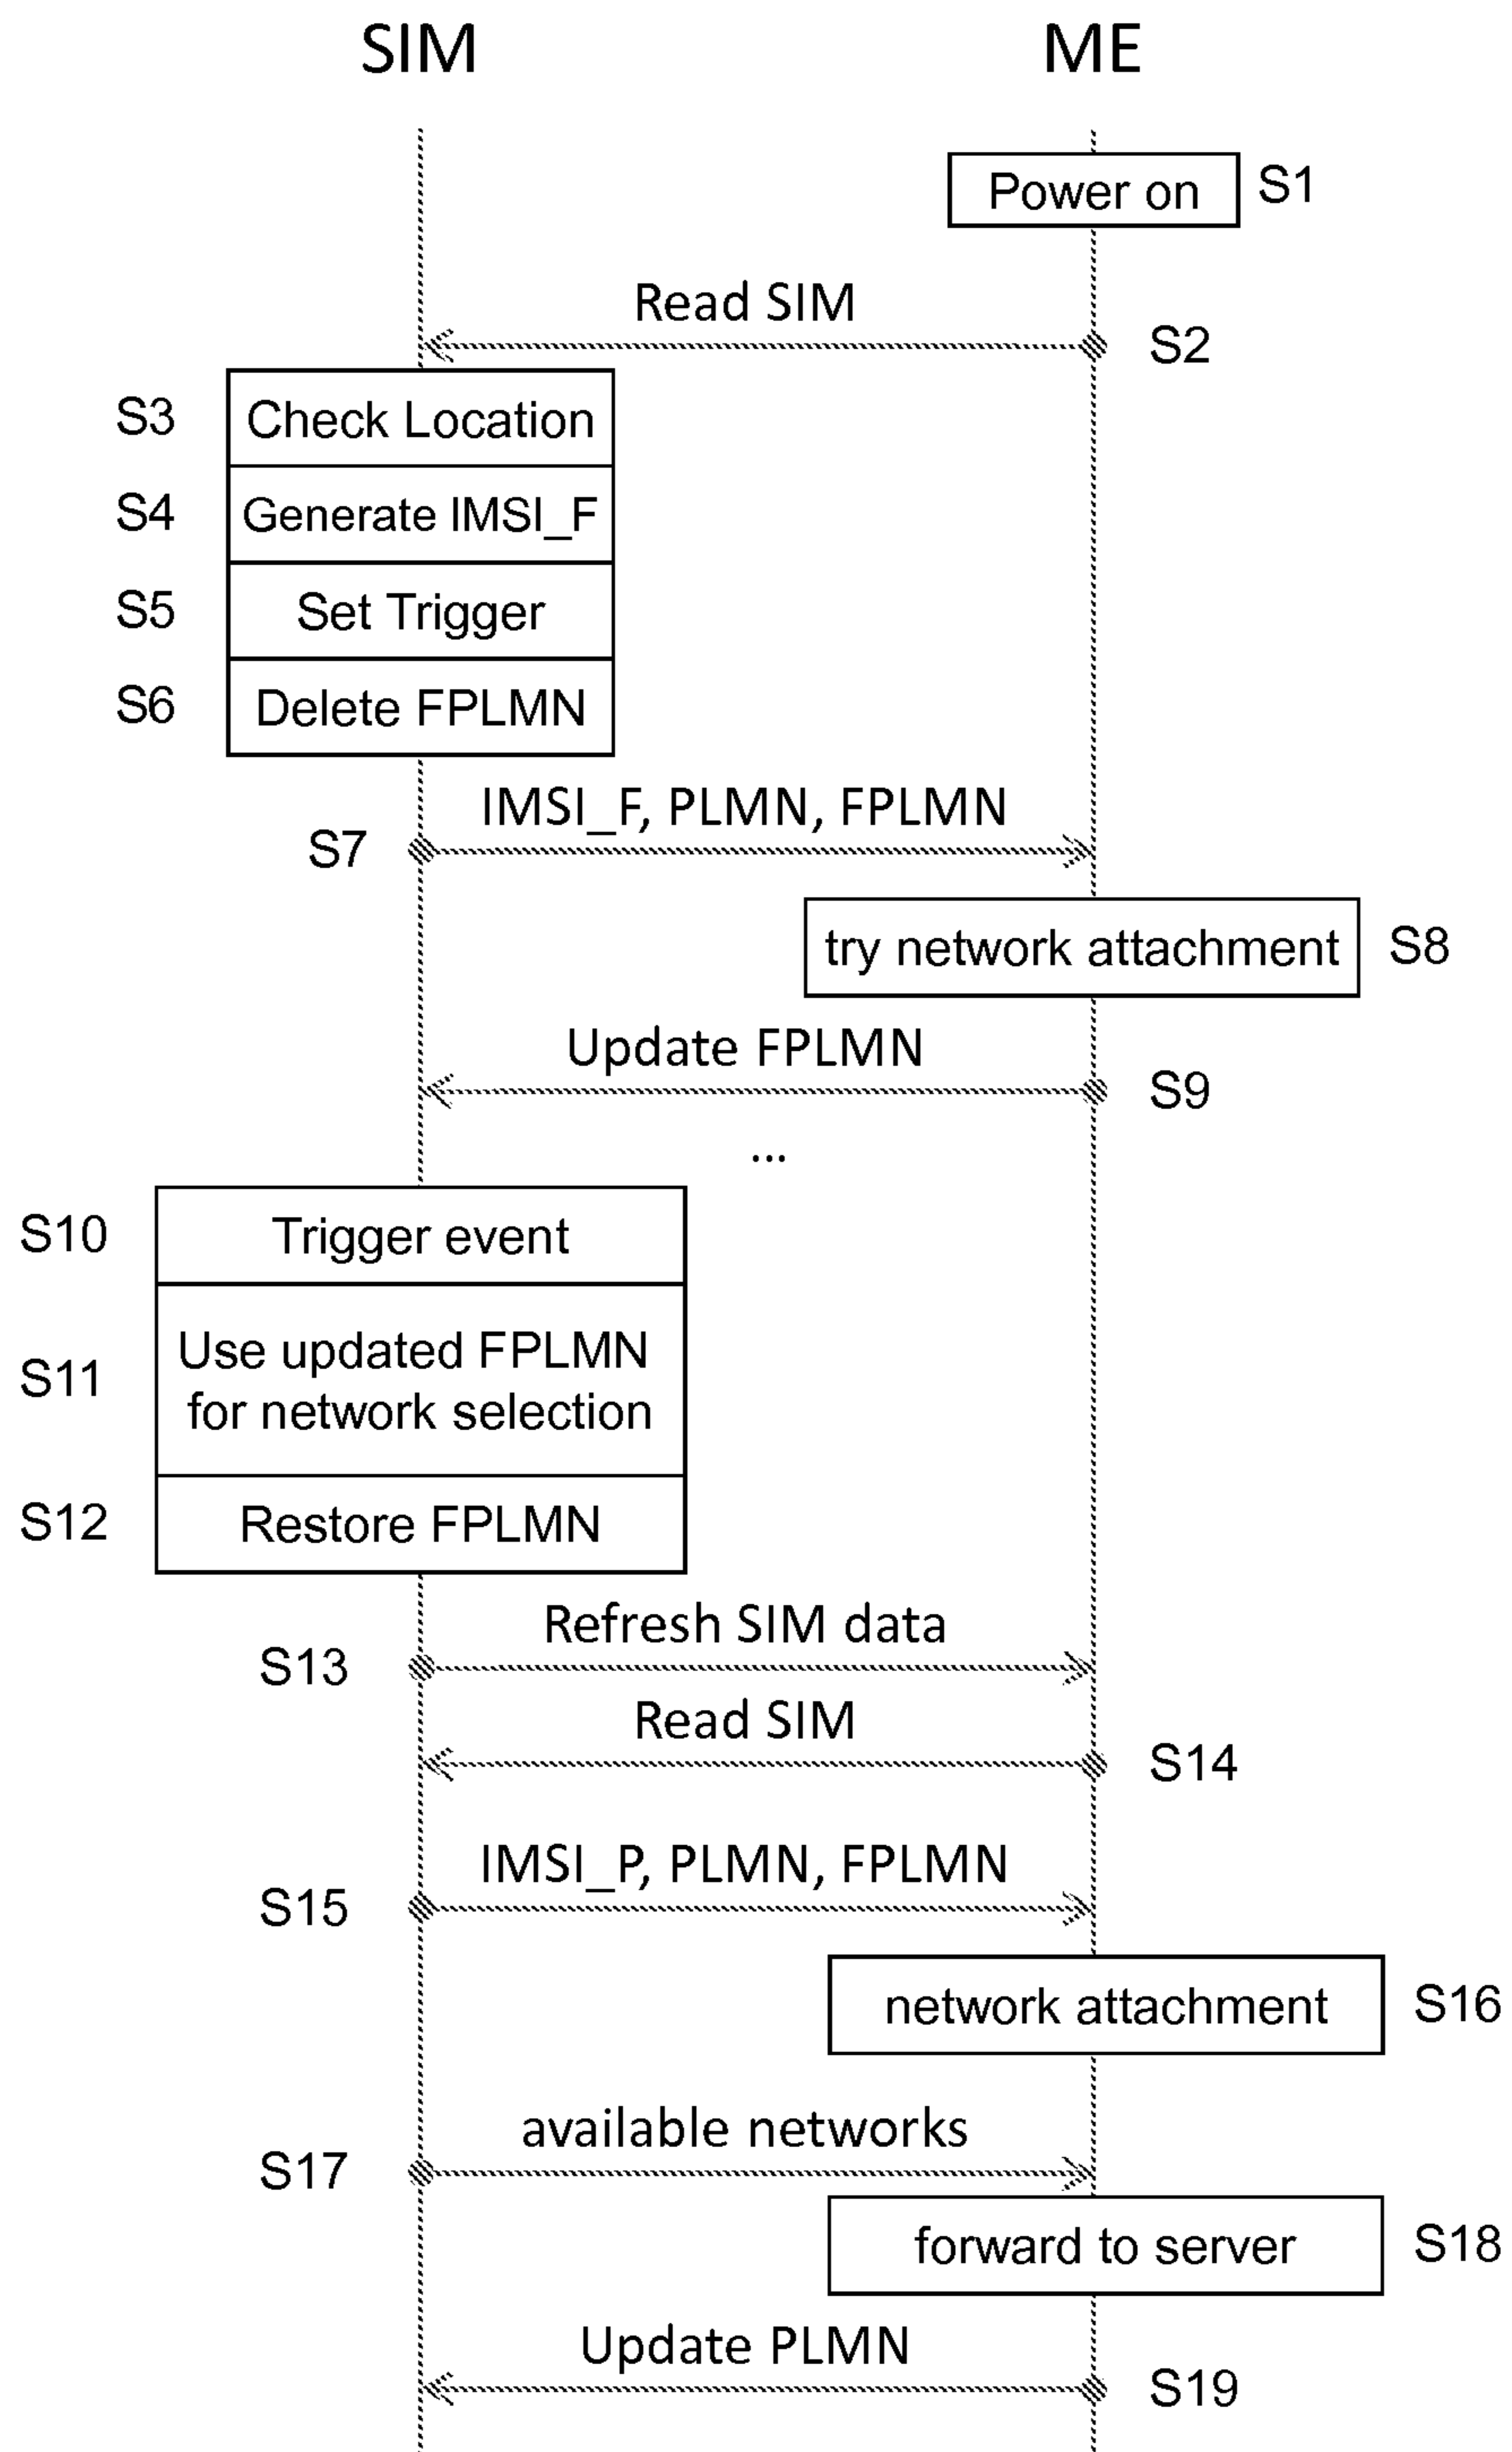 SIM
ME
Power on
S1
Read SIM
S2
S3
Check Location
S4
Generate IMSI_F
S5
Set Trigger
S6
Delete FPLMN
IMSI_F, PLMN, FPLMN
S7
try network attachment
S8
Update FPLMN
S9
...
S10
Trigger event
S11
Use updated FPLMN
for network selection
S12
Restore FPLMN
Refresh SIM data
S13
Read SIM
S14
IMSI_P, PLMN, FPLMN
S15
network attachment
S16
available networks
S17
forward to server
S18
Update PLMN
S19